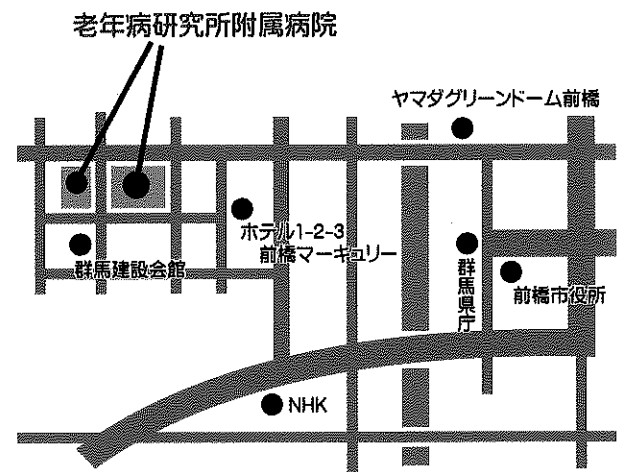 老年病研究所附属病院
ヤマダグリーンドーム前橋
ホテル1-2-3
前橋マーキュリー
群馬建設会館
群馬県庁
前橋市役所
NHK